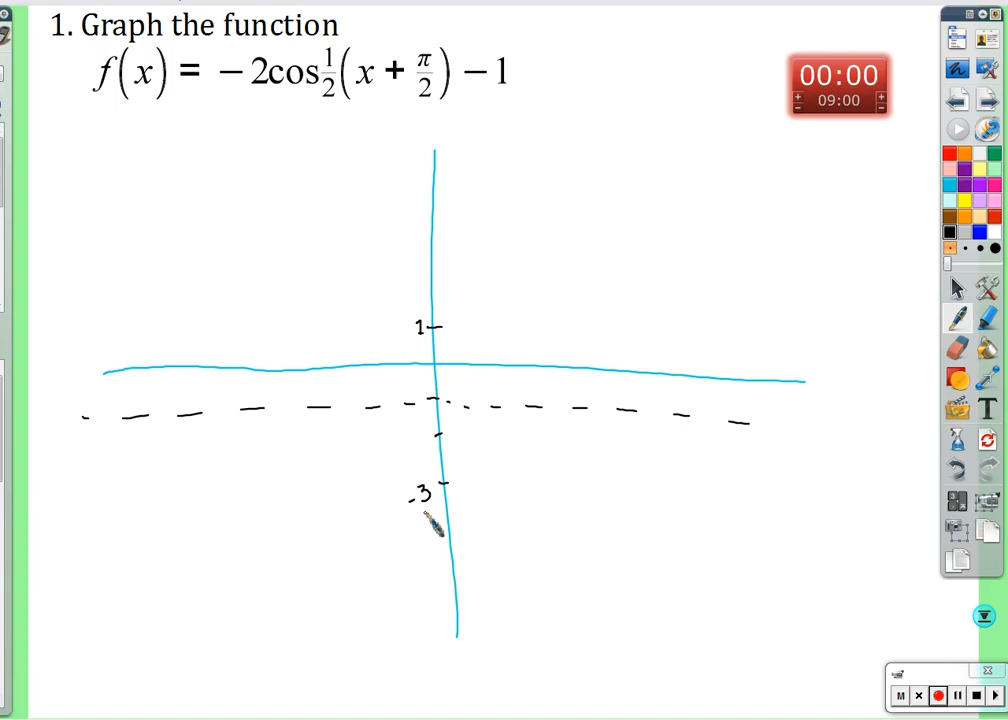 1. Graph the function
f(x) = −2cos½(x + π/2) − 1
00:00
09:00
1
-3
T
M